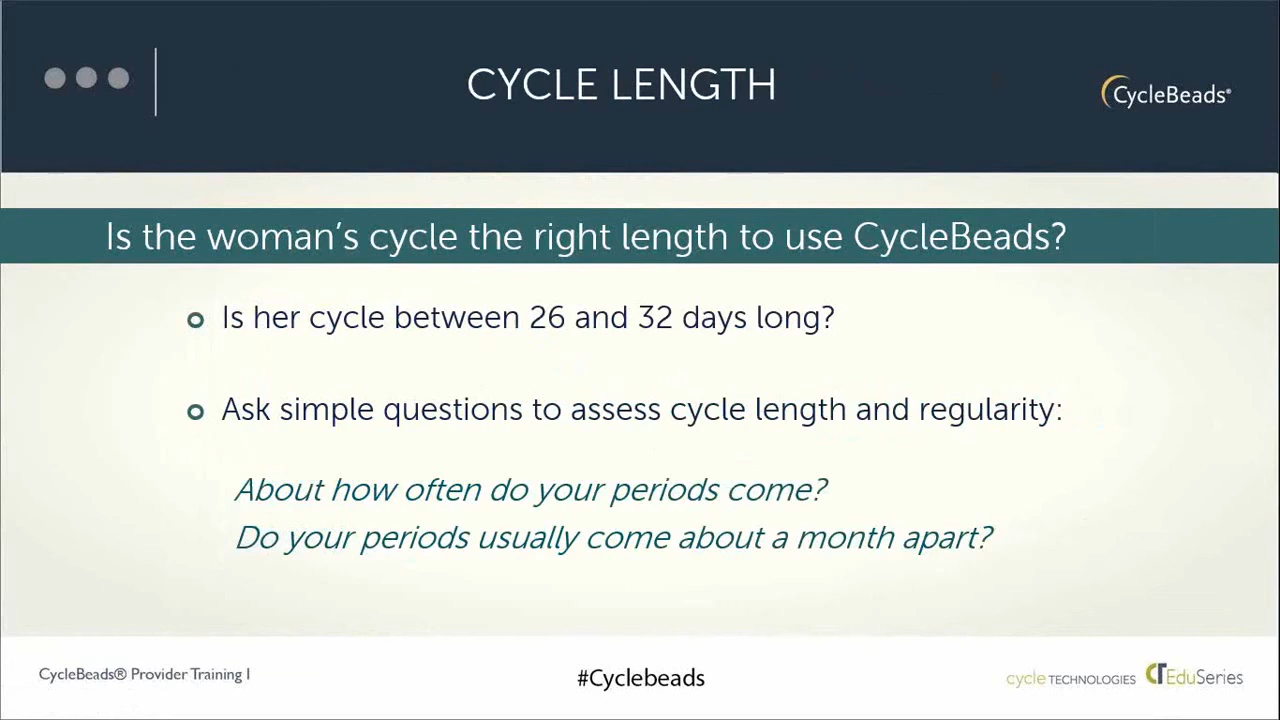 CYCLE LENGTH
CycleBeads®
Is the woman's cycle the right length to use CycleBeads?
Is her cycle between 26 and 32 days long?
Ask simple questions to assess cycle length and regularity:
About how often do your periods come?
Do your periods usually come about a month apart?
CycleBeads® Provider Training I
#Cyclebeads
cycle TECHNOLOGIES
CT EduSeries